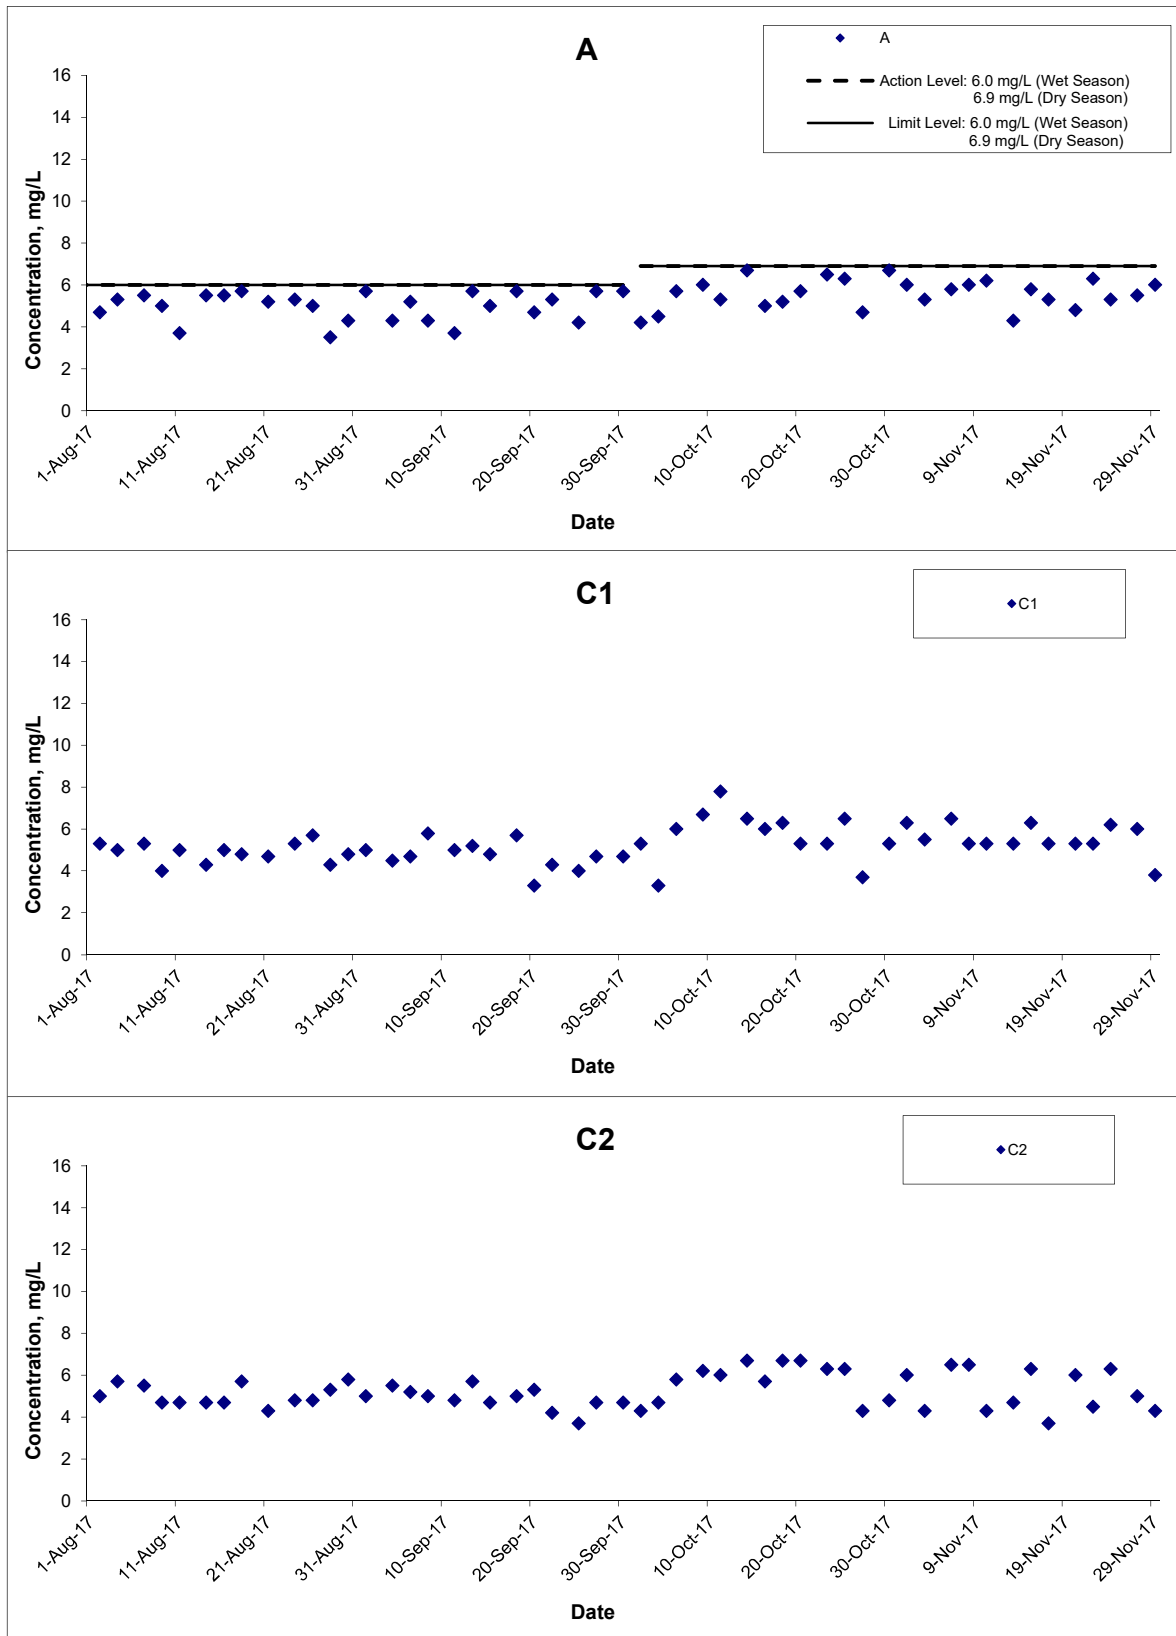 A
A
Action Level: 6.0 mg/L (Wet Season)
6.9 mg/L (Dry Season)
Limit Level: 6.0 mg/L (Wet Season)
6.9 mg/L (Dry Season)
Concentration, mg/L
16
14
12
10
8
6
4
2
0
1-Aug-17
11-Aug-17
21-Aug-17
31-Aug-17
10-Sep-17
20-Sep-17
30-Sep-17
10-Oct-17
20-Oct-17
30-Oct-17
9-Nov-17
19-Nov-17
29-Nov-17
Date
C1
C1
Concentration, mg/L
16
14
12
10
8
6
4
2
0
1-Aug-17
11-Aug-17
21-Aug-17
31-Aug-17
10-Sep-17
20-Sep-17
30-Sep-17
10-Oct-17
20-Oct-17
30-Oct-17
9-Nov-17
19-Nov-17
29-Nov-17
Date
C2
C2
Concentration, mg/L
16
14
12
10
8
6
4
2
0
1-Aug-17
11-Aug-17
21-Aug-17
31-Aug-17
10-Sep-17
20-Sep-17
30-Sep-17
10-Oct-17
20-Oct-17
30-Oct-17
9-Nov-17
19-Nov-17
29-Nov-17
Date